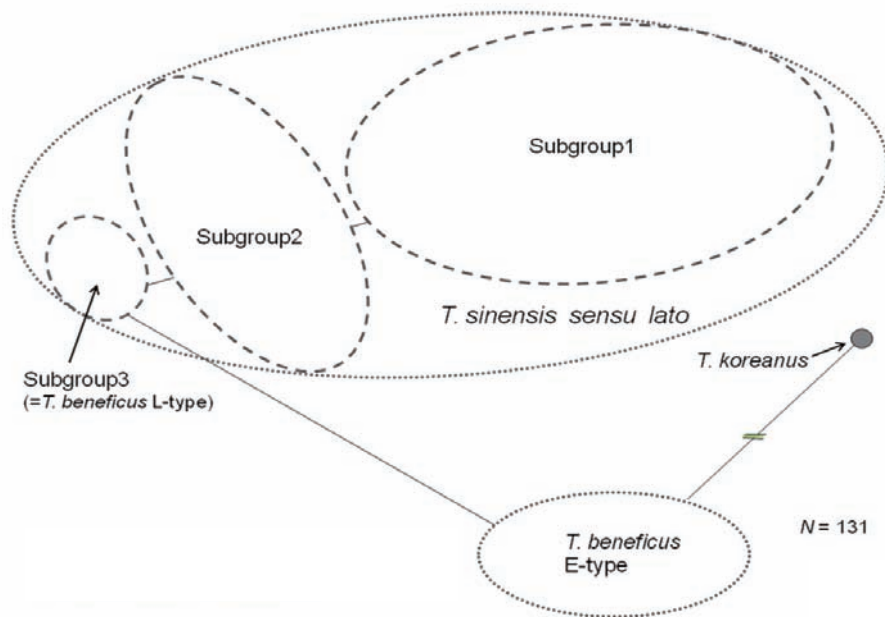 Subgroup1
Subgroup2
T. sinensis sensu lato
T. koreanus
Subgroup3
(=T. beneficus L-type)
N = 131
T. beneficus
E-type